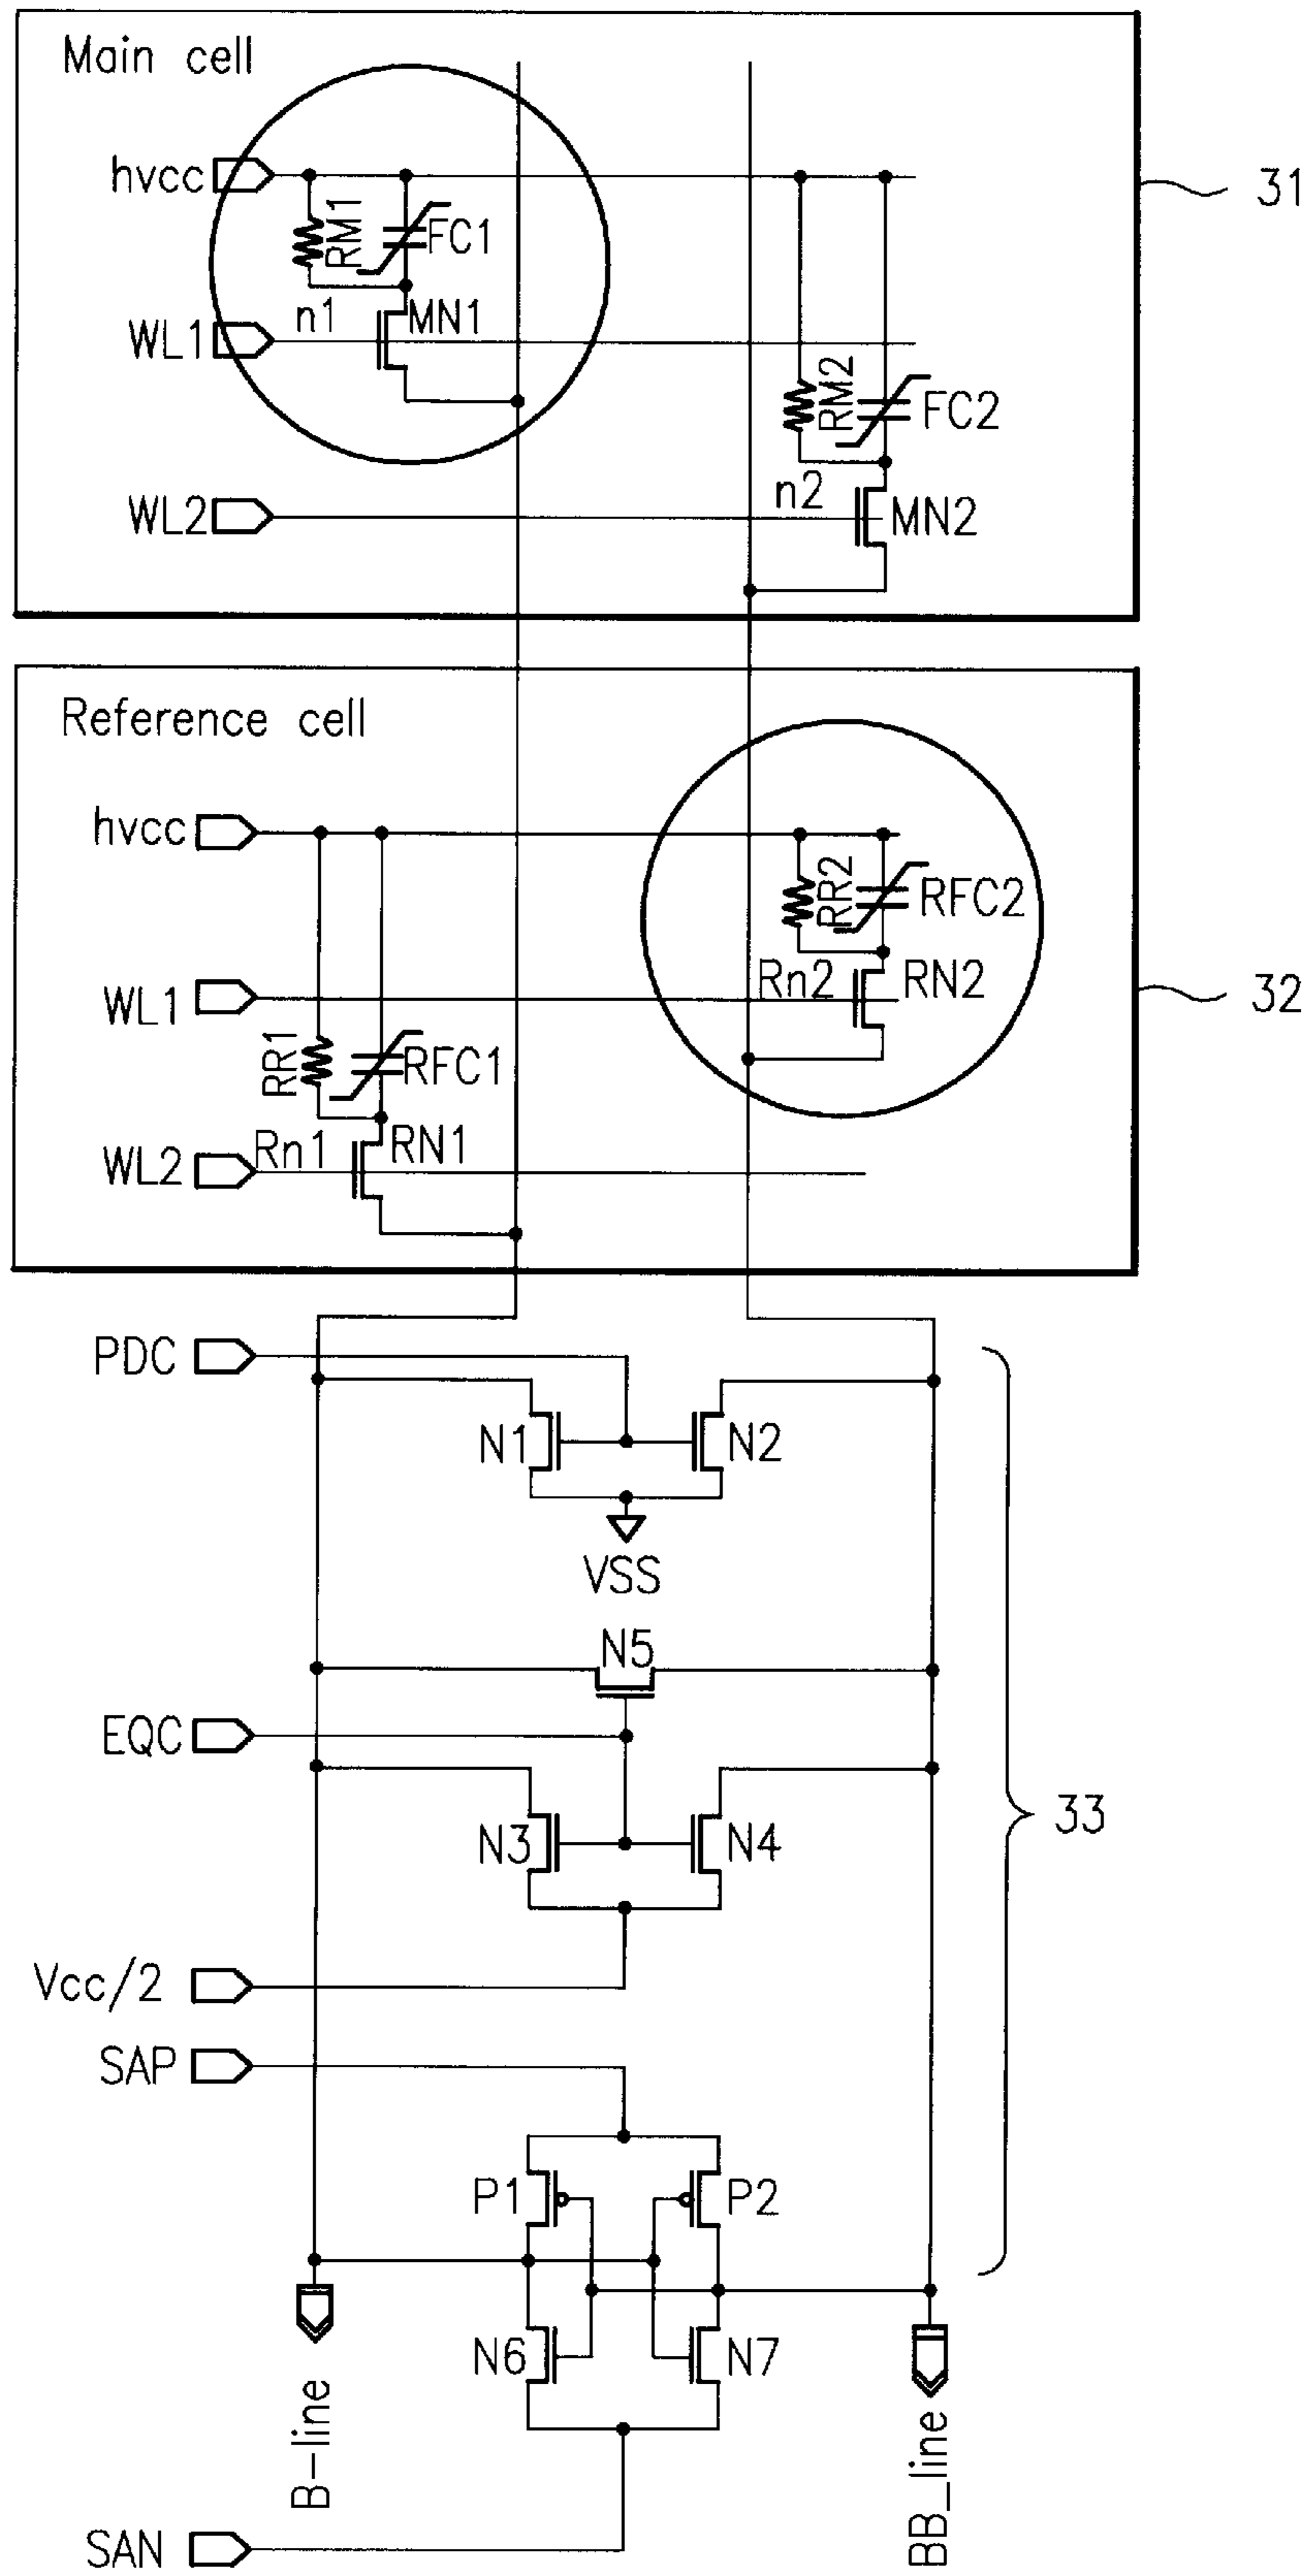 Main cell
hvcc
RM1
FC1
31
n1
MN1
WL1
RM2
FC2
n2
WL2
MN2
Reference cell
hvcc
RR2
RFC2
Rn2
RN2
WL1
32
RR1
RFC1
Rn1
RN1
WL2
PDC
N1
N2
VSS
N5
EQC
N3
N4
33
Vcc/2
SAP
P1
P2
N6
N7
B-line
BB_line
SAN